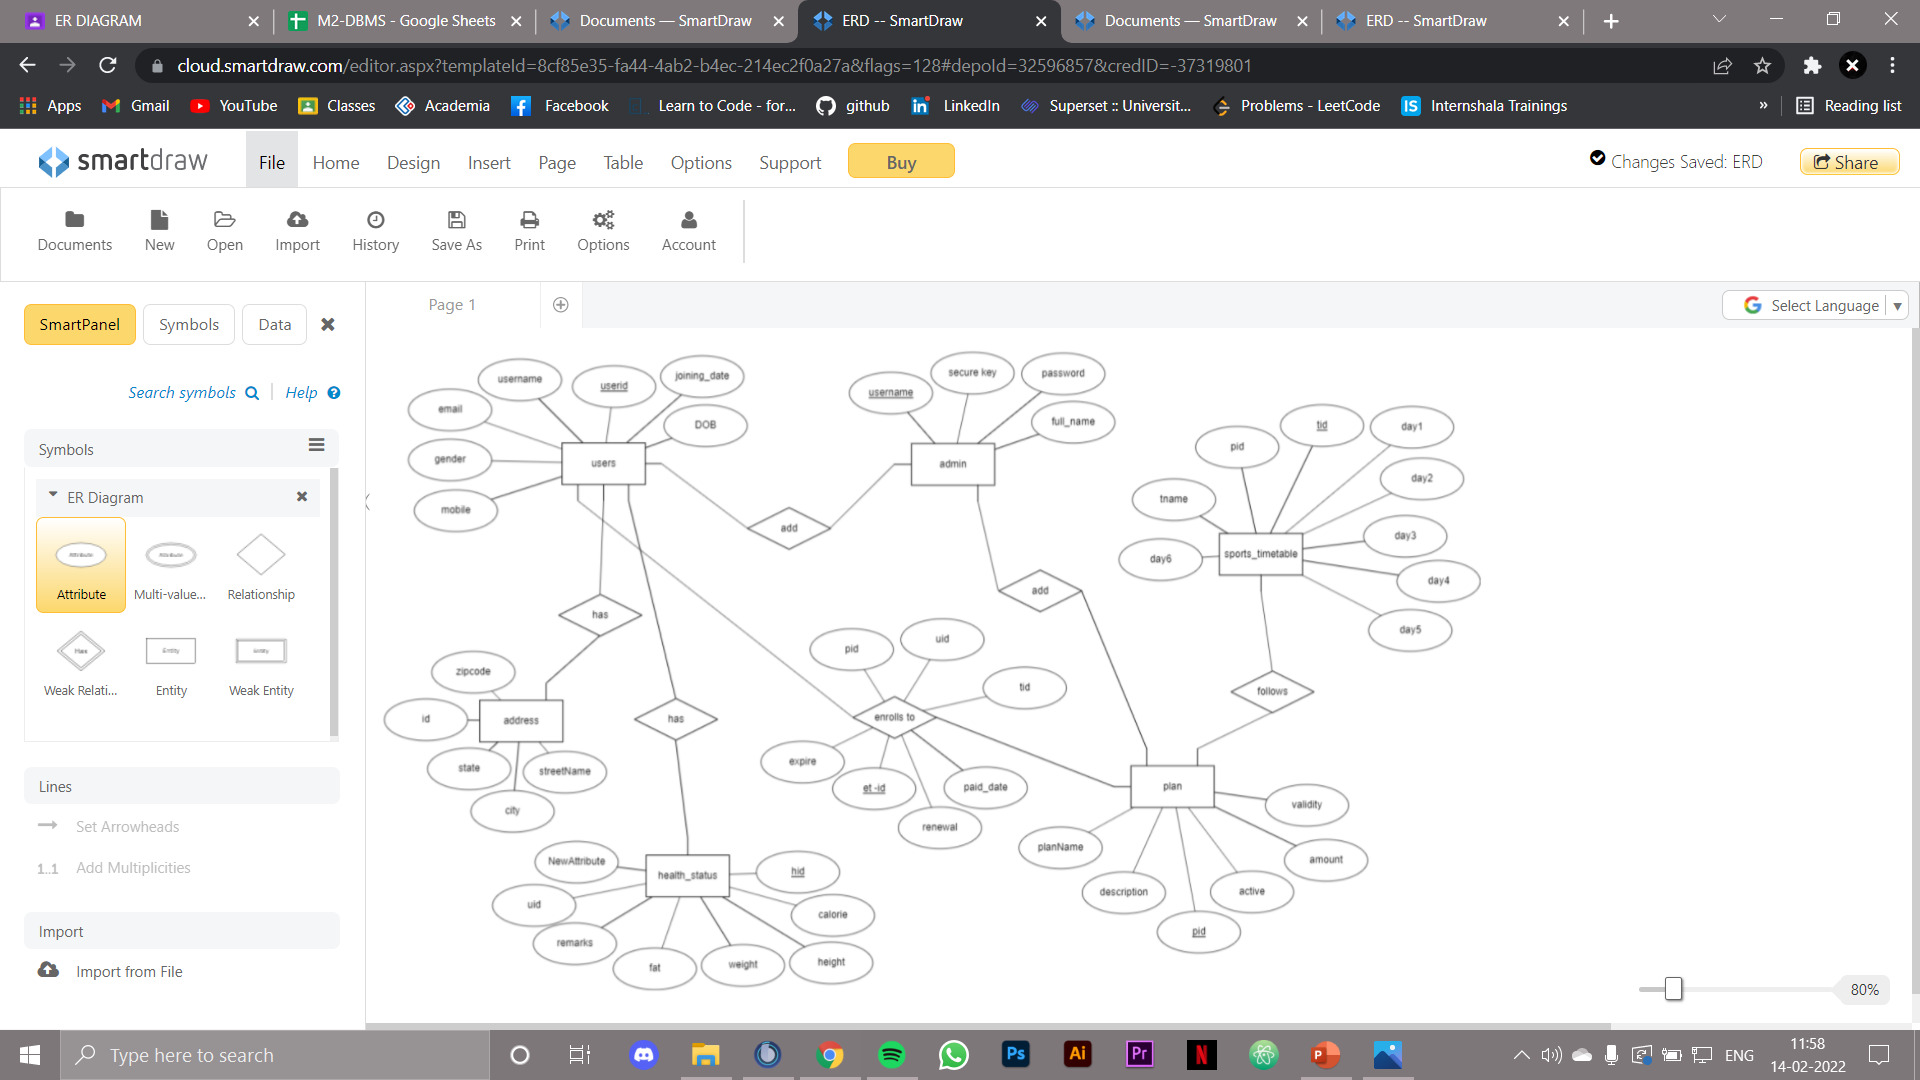 ER DIAGRAM
M2-DBMS - Google Sheets
Documents — SmartDraw
ERD -- SmartDraw
Documents — SmartDraw
ERD -- SmartDraw
cloud.smartdraw.com/editor.aspx?templateId=8cf85e35-fa44-4ab2-b4ec-214ec2f0a27a&flags=128#depoId=32596857&credID=-37319801
Apps
Gmail
YouTube
Classes
Academia
Facebook
Learn to Code - for...
github
LinkedIn
Superset :: Universit...
Problems - LeetCode
IS
Internshala Trainings
»
Reading list
smartdraw
File
Home
Design
Insert
Page
Table
Options
Support
Buy
Changes Saved: ERD
Share
Documents
New
Open
Import
History
Save As
Print
Options
Account
SmartPanel
Symbols
Data
Page 1
Select Language
Search symbols
Help
Symbols
ER Diagram
Attribute
Attribute
Attribute
Multi-value...
Relationship
Has
Weak Relati...
Entity
Entity
Entity
Weak Entity
Lines
Set Arrowheads
1..1
Add Multiplicities
Import
Import from File
username
userid
joining_date
email
DOB
gender
users
mobile
secure key
password
username
full_name
admin
add
tid
day1
pid
day2
tname
day3
sports_timetable
day6
day4
day5
add
has
follows
zipcode
id
address
state
streetName
city
has
pid
uid
tid
enrolls to
expire
et -id
paid_date
renewal
plan
validity
planName
amount
description
active
pid
NewAttribute
health_status
hid
uid
calorie
remarks
fat
weight
height
80%
Type here to search
Ps
Ai
Pr
N
P
ENG
11:58
14-02-2022